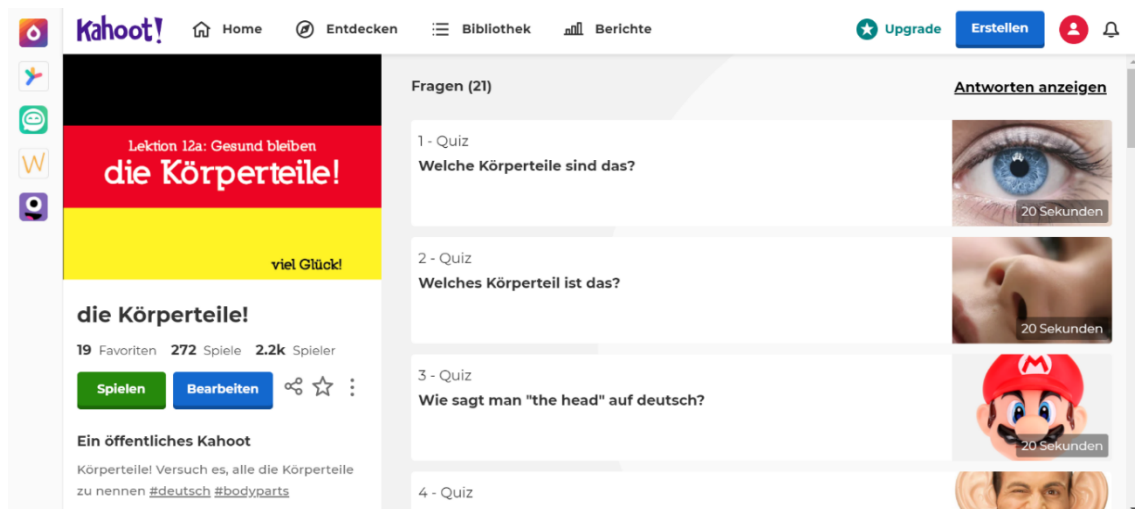 Kahoot!
Home
Entdecken
Bibliothek
Berichte
Upgrade
Erstellen
Lektion 12a: Gesund bleiben
die Körperteile!
viel Glück!
die Körperteile!
19 Favoriten 272 Spiele 2.2k Spieler
Spielen
Bearbeiten
Ein öffentliches Kahoot
Körperteile! Versuch es, alle die Körperteile
zu nennen #deutsch #bodyparts
Fragen (21)
Antworten anzeigen
1 - Quiz
Welche Körperteile sind das?
20 Sekunden
2 - Quiz
Welches Körperteil ist das?
20 Sekunden
3 - Quiz
Wie sagt man "the head" auf deutsch?
M
20 Sekunden
4 - Quiz
W